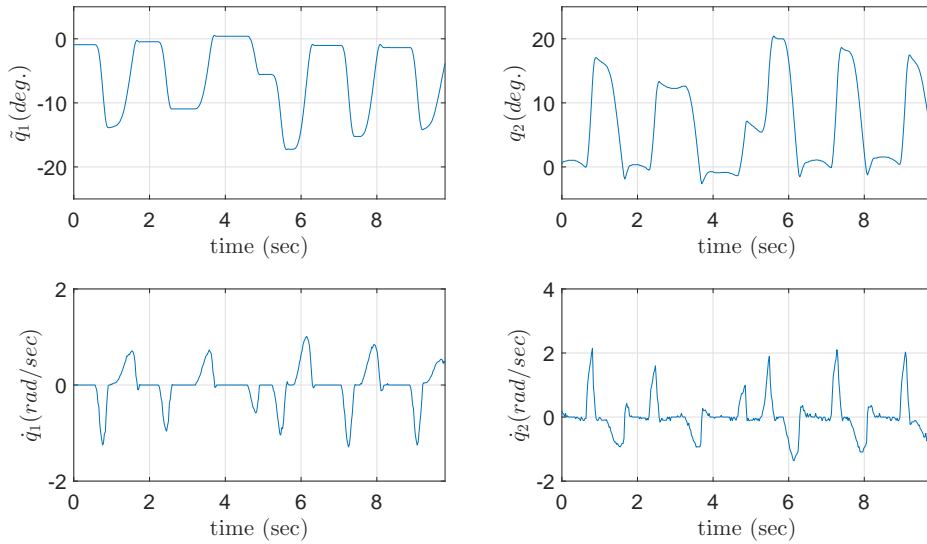 0
-10
-20
q̃₁(deg.)
0 2 4 6 8
time (sec)
20
10
0
q₂(deg.)
0 2 4 6 8
time (sec)
2
0
-2
q̇₁(rad/sec)
0 2 4 6 8
time (sec)
4
2
0
-2
q̇₂(rad/sec)
0 2 4 6 8
time (sec)